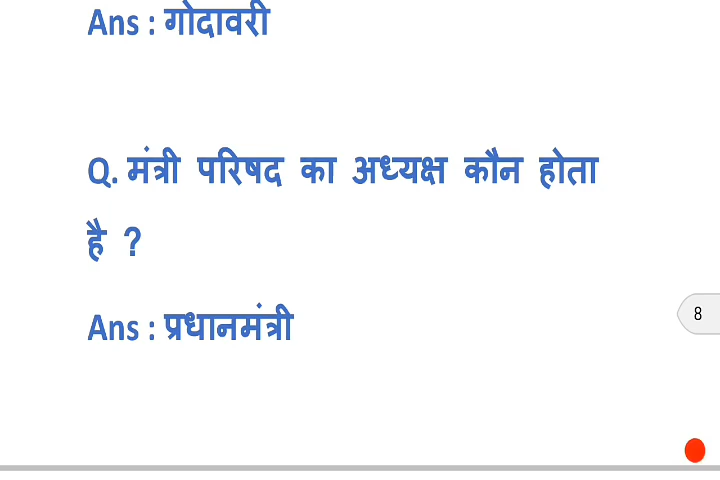 Ans : गोदावरी
Q. मंत्री परिषद का अध्यक्ष कौन होता
है ?
Ans : प्रधानमंत्री
8